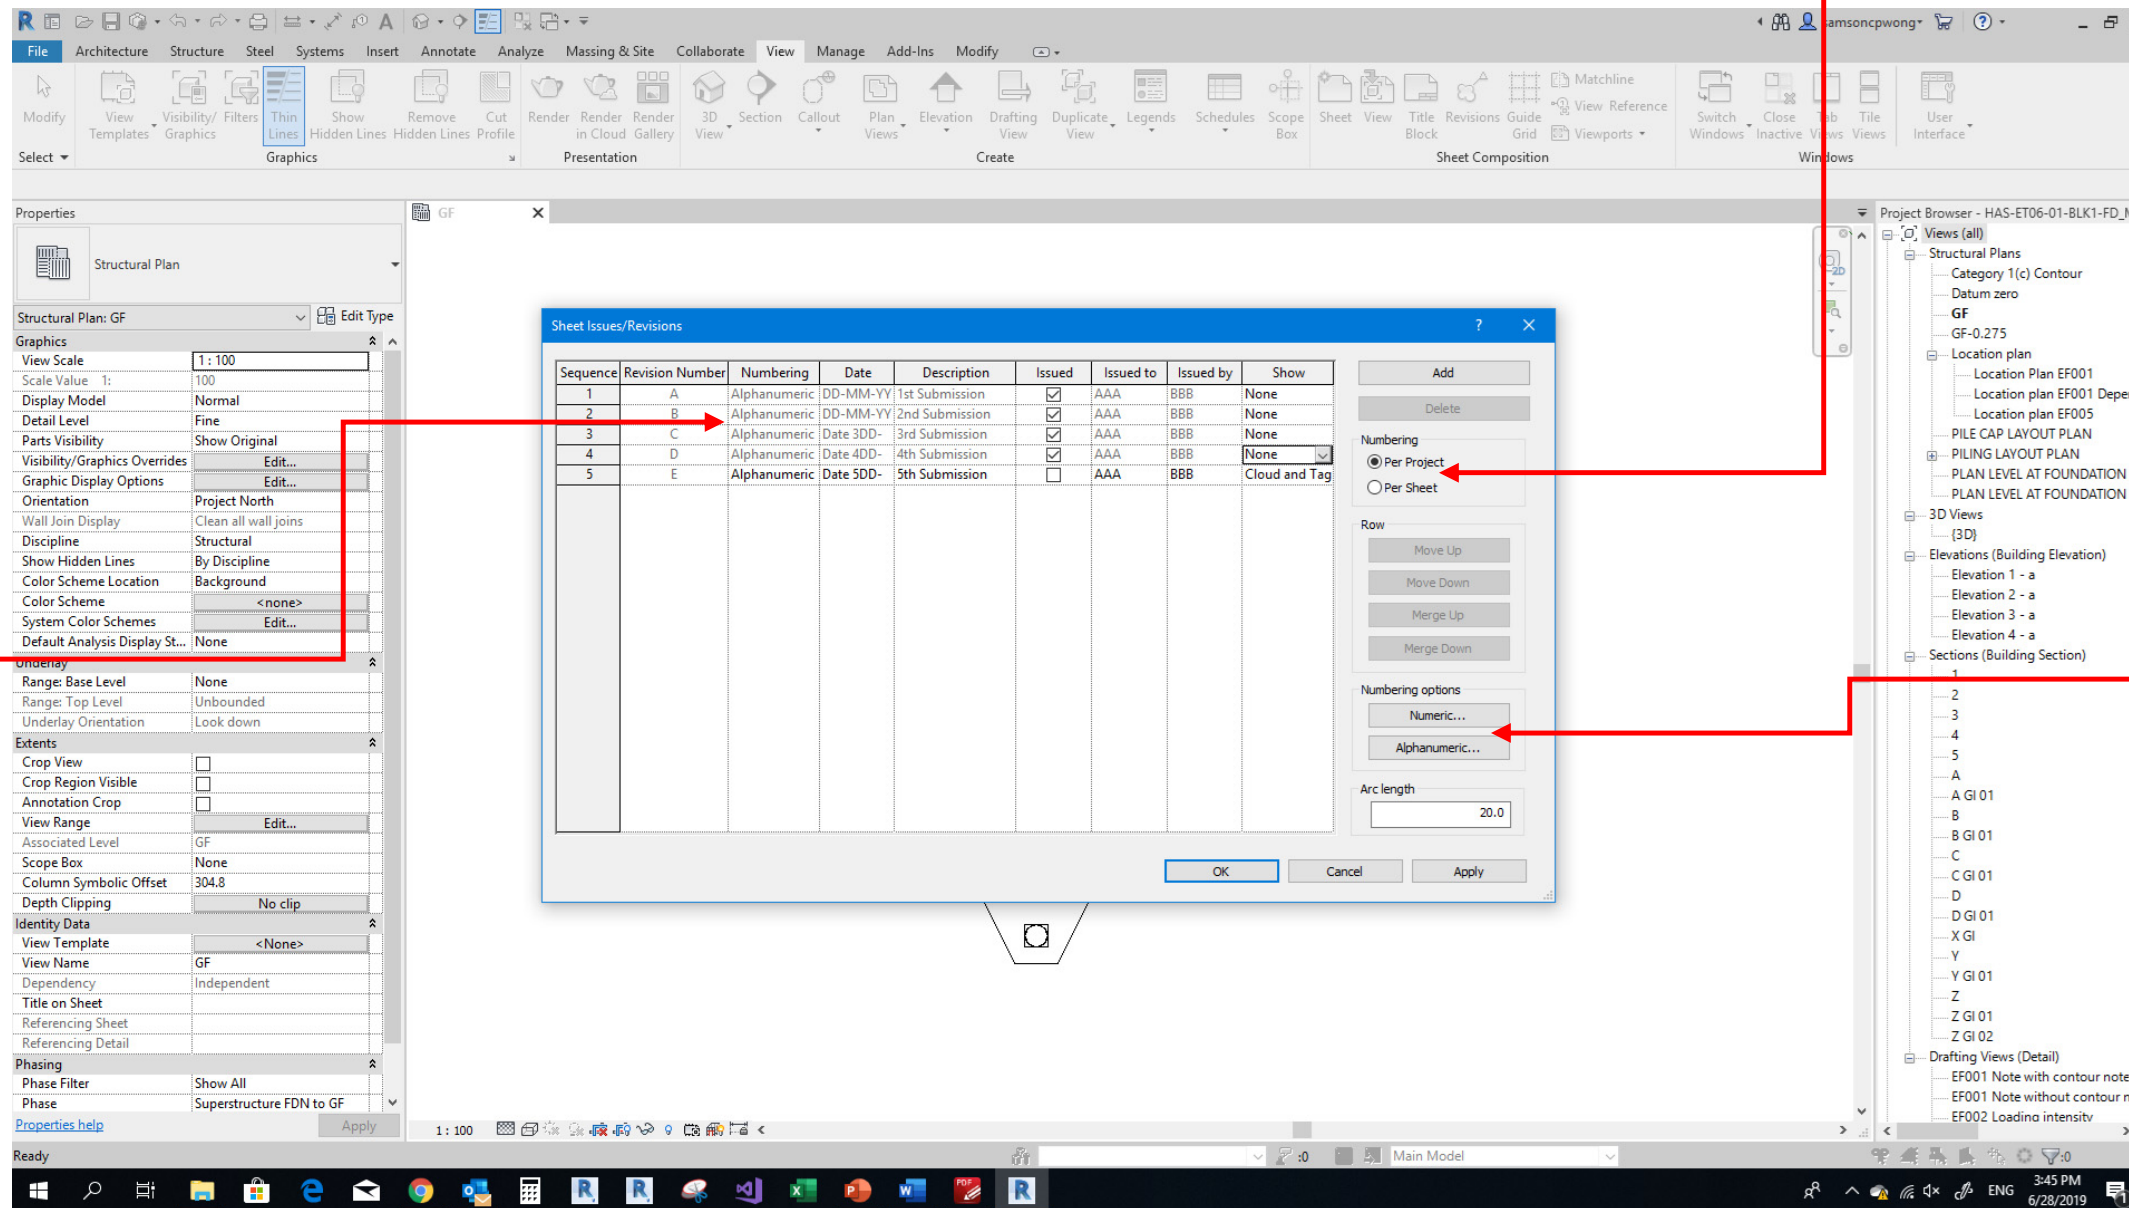 samsoncpwong
File Architecture Structure Steel Systems Insert Annotate Analyze Massing & Site Collaborate View Manage Add-Ins Modify
Modify
View Templates
Visibility/ Graphics
Filters
Thin Lines
Show Hidden Lines
Remove Hidden Lines
Cut Profile
Render
Render in Cloud
Render Gallery
3D View
Section
Callout
Plan Views
Elevation
Drafting View
Duplicate View
Legends
Schedules
Scope Box
Sheet
View
Title Block
Revisions
Guide Grid
Matchline
View Reference
Viewports
Switch Windows
Close Inactive
Tab Views
Tile Views
User Interface
Select
Graphics
Presentation
Create
Sheet Composition
Windows
Properties
Structural Plan
Structural Plan: GF
Edit Type
Graphics
View Scale 1 : 100
Scale Value 1: 100
Display Model Normal
Detail Level Fine
Parts Visibility Show Original
Visibility/Graphics Overrides Edit...
Graphic Display Options Edit...
Orientation Project North
Wall Join Display Clean all wall joins
Discipline Structural
Show Hidden Lines By Discipline
Color Scheme Location Background
Color Scheme <none>
System Color Schemes Edit...
Default Analysis Display St... None
Underlay
Range: Base Level None
Range: Top Level Unbounded
Underlay Orientation Look down
Extents
Crop View
Crop Region Visible
Annotation Crop
View Range Edit...
Associated Level GF
Scope Box None
Column Symbolic Offset 304.8
Depth Clipping No clip
Identity Data
View Template <None>
View Name GF
Dependency Independent
Title on Sheet
Referencing Sheet
Referencing Detail
Phasing
Phase Filter Show All
Phase Superstructure FDN to GF
Properties help
Apply
GF
Sheet Issues/Revisions
Sequence Revision Number Numbering Date Description Issued Issued to Issued by Show
1 A Alphanumeric DD-MM-YY 1st Submission AAA BBB None
2 B Alphanumeric DD-MM-YY 2nd Submission AAA BBB None
3 C Alphanumeric Date 3DD- 3rd Submission AAA BBB None
4 D Alphanumeric Date 4DD- 4th Submission AAA BBB None
5 E Alphanumeric Date 5DD- 5th Submission AAA BBB Cloud and Tag
Add
Delete
Numbering
Per Project
Per Sheet
Row
Move Up
Move Down
Merge Up
Merge Down
Numbering options
Numeric...
Alphanumeric...
Arc length
20.0
OK
Cancel
Apply
2D
Project Browser - HAS-ET06-01-BLK1-FD_
Views (all)
Structural Plans
Category 1(c) Contour
Datum zero
GF
GF-0.275
Location plan
Location Plan EF001
Location plan EF001 Depe
Location plan EF005
PILE CAP LAYOUT PLAN
PILING LAYOUT PLAN
PLAN LEVEL AT FOUNDATION
PLAN LEVEL AT FOUNDATION
3D Views
{3D}
Elevations (Building Elevation)
Elevation 1 - a
Elevation 2 - a
Elevation 3 - a
Elevation 4 - a
Sections (Building Section)
1
2
3
4
5
A
A GI 01
B
B GI 01
C
C GI 01
D
D GI 01
X GI
Y
Y GI 01
Z
Z GI 01
Z GI 02
Drafting Views (Detail)
EF001 Note with contour note
EF001 Note without contour
EF002 Loading intensity
1 : 100
Ready
:0
Main Model
:0
ENG
3:45 PM
6/28/2019